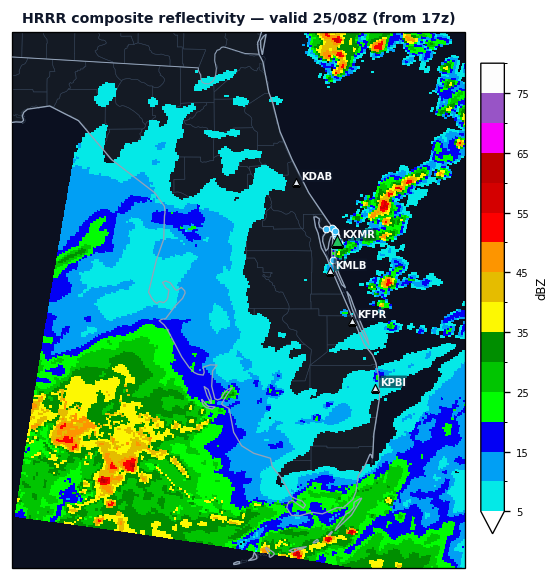 HRRR composite reflectivity — valid 25/08Z (from 17z)
KDAB
KXMR
KMLB
KFPR
KPBI
75
65
55
45
35
25
15
5
dBZ